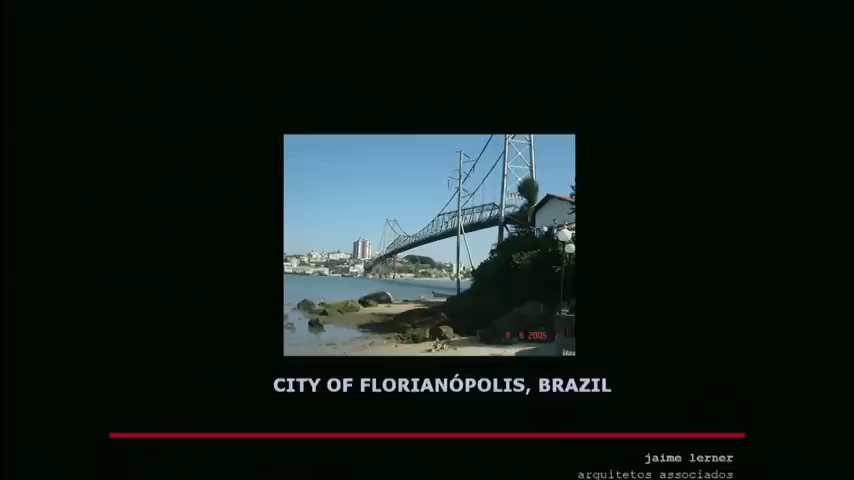 8 6 2005
CITY OF FLORIANÓPOLIS, BRAZIL
jaime lerner
arquitetos associados